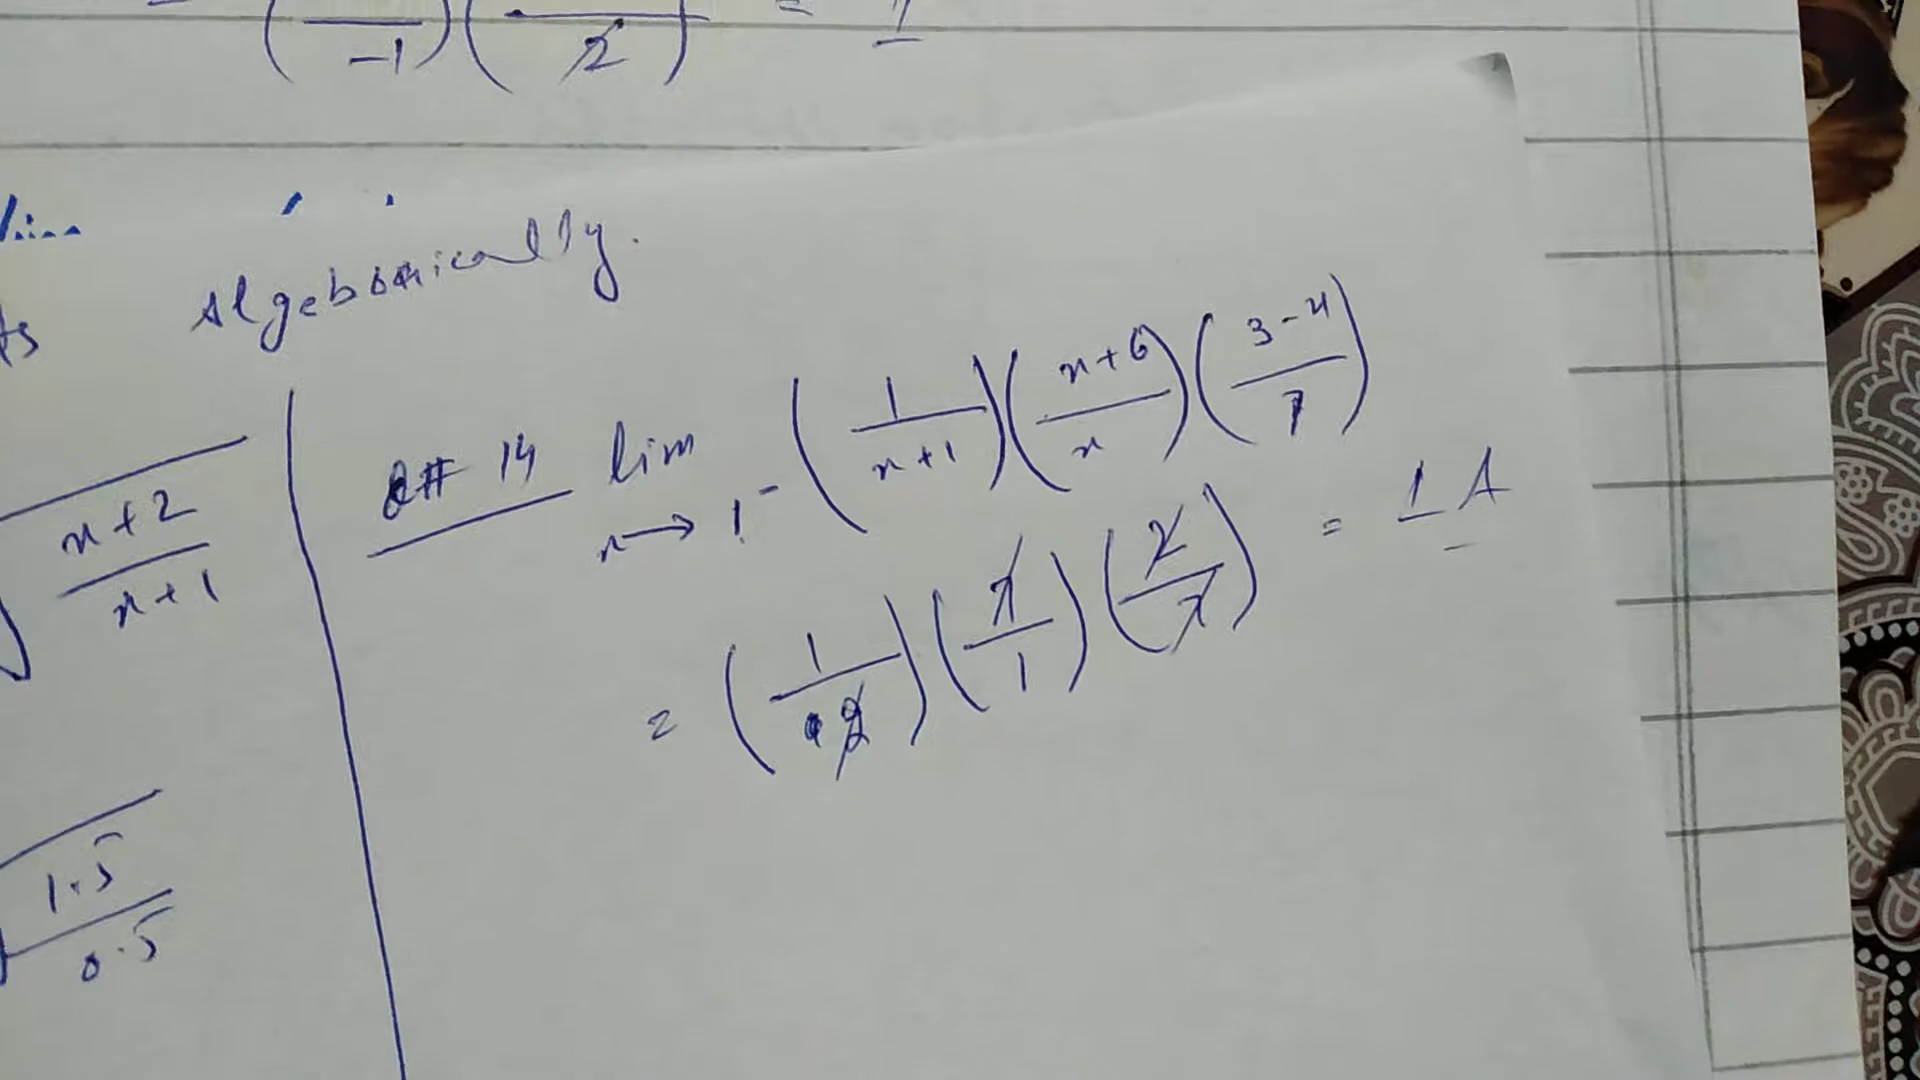 (—/-1) (—/2) = 1
Algebraically.
√(x+2)/(x+1)
Q# 14 lim x→1⁻ (1/(x+1)) ((x+6)/x) ((3-x)/7)
= (1/2) (7/1) (2/7) = 1 A
√1.5/0.5